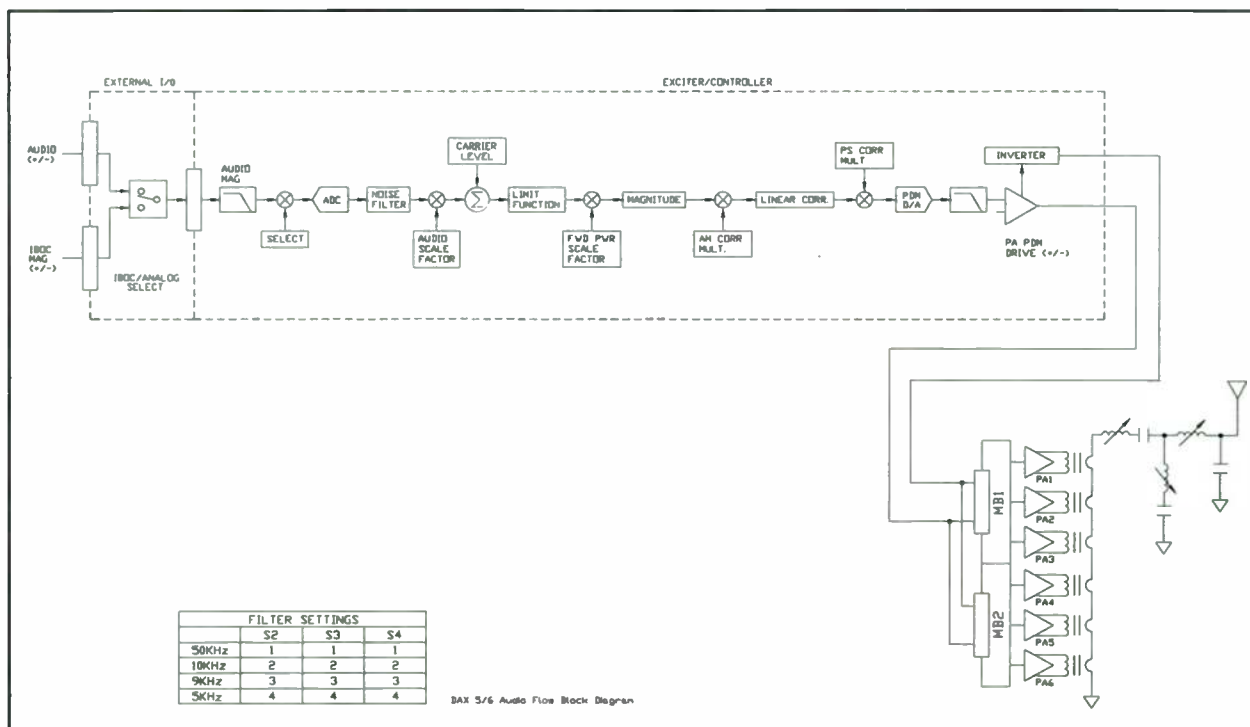 EXTERNAL I/O
EXCITER/CONTROLLER
AUDIO
(+/-)
IBOC
MAG
(+/-)
IBOC/ANALOG
SELECT
AUDIO
MAG
SELECT
ADC
NOISE
FILTER
AUDIO
SCALE
FACTOR
CARRIER
LEVEL
Σ
LIMIT
FUNCTION
FWD PWR
SCALE
FACTOR
MAGNITUDE
AM CORR
MULT.
LINEAR CORR.
PS CORR
MULT
PDM
D/A
INVERTER
PA PDM
DRIVE (+/-)
MB1
MB2
PA1
PA2
PA3
PA4
PA5
PA6
FILTER SETTINGS
S2 S3 S4
50KHz 1 1 1
10KHz 2 2 2
9KHz 3 3 3
5KHz 4 4 4
DAX 5/6 Audio Flow Block Diagram